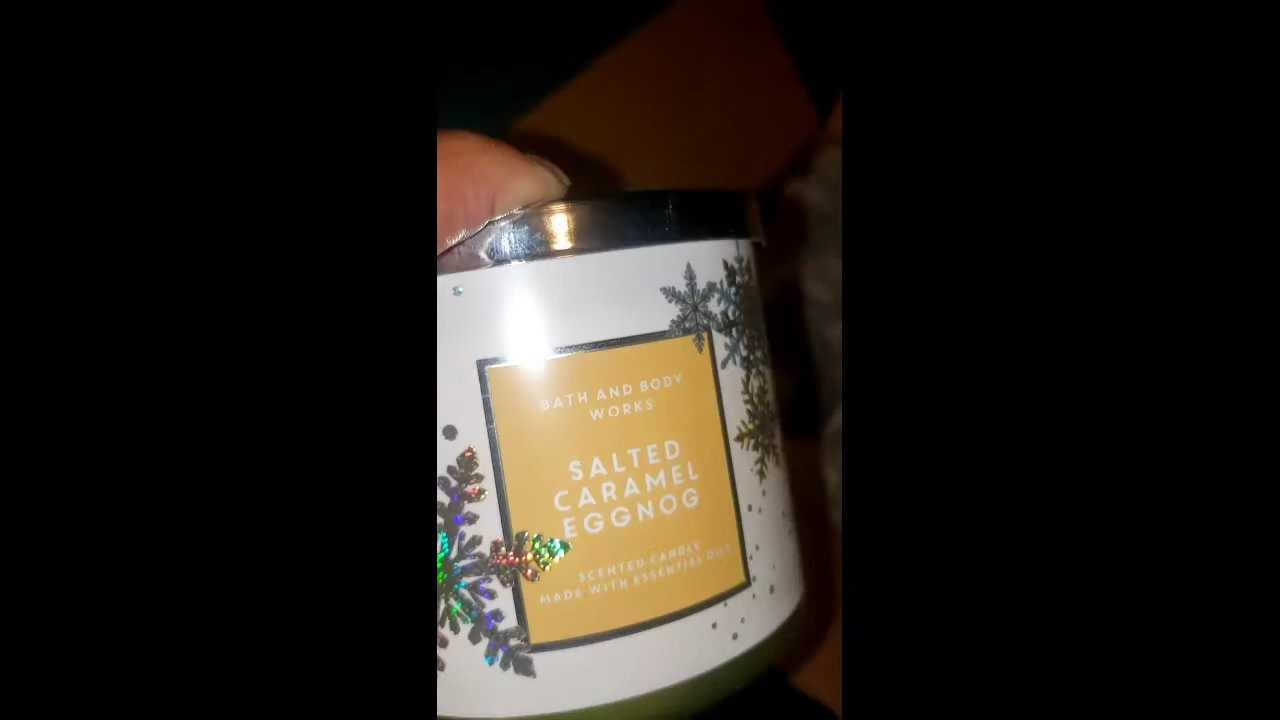 BATH AND BODY
WORKS
SALTED
CARAMEL
EGGNOG
SCENTED CANDLE
MADE WITH ESSENTIAL OILS